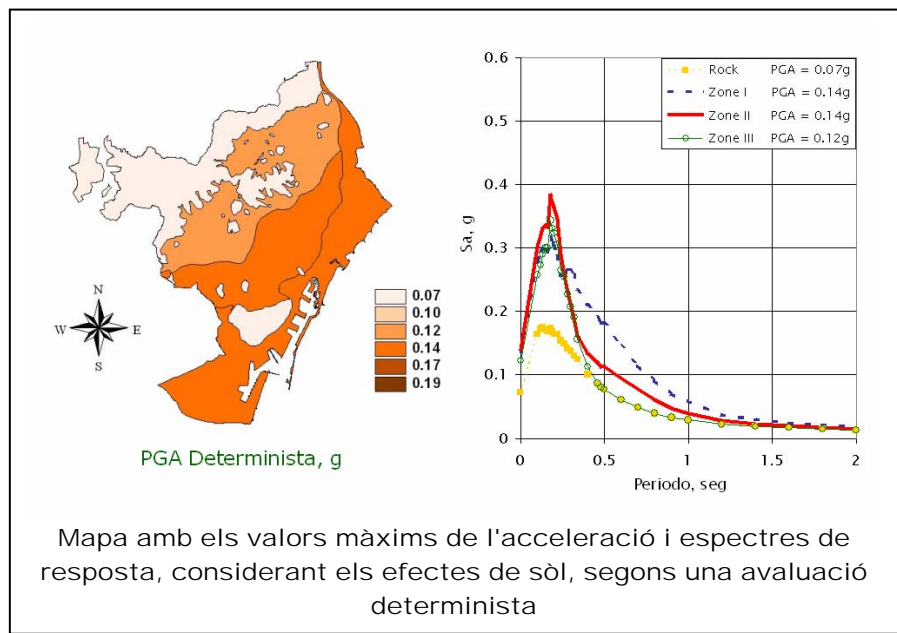 N
W E
S
0.07
0.10
0.12
0.14
0.17
0.19
PGA Determinista, g
0.6
0.5
0.4
0.3
0.2
0.1
0
Sa, g
Rock PGA = 0.07g
Zone I PGA = 0.14g
Zone II PGA = 0.14g
Zone III PGA = 0.12g
0 0.5 1 1.5 2
Periodo, seg
Mapa amb els valors màxims de l'acceleració i espectres de
resposta, considerant els efectes de sòl, segons una avaluació
determinista